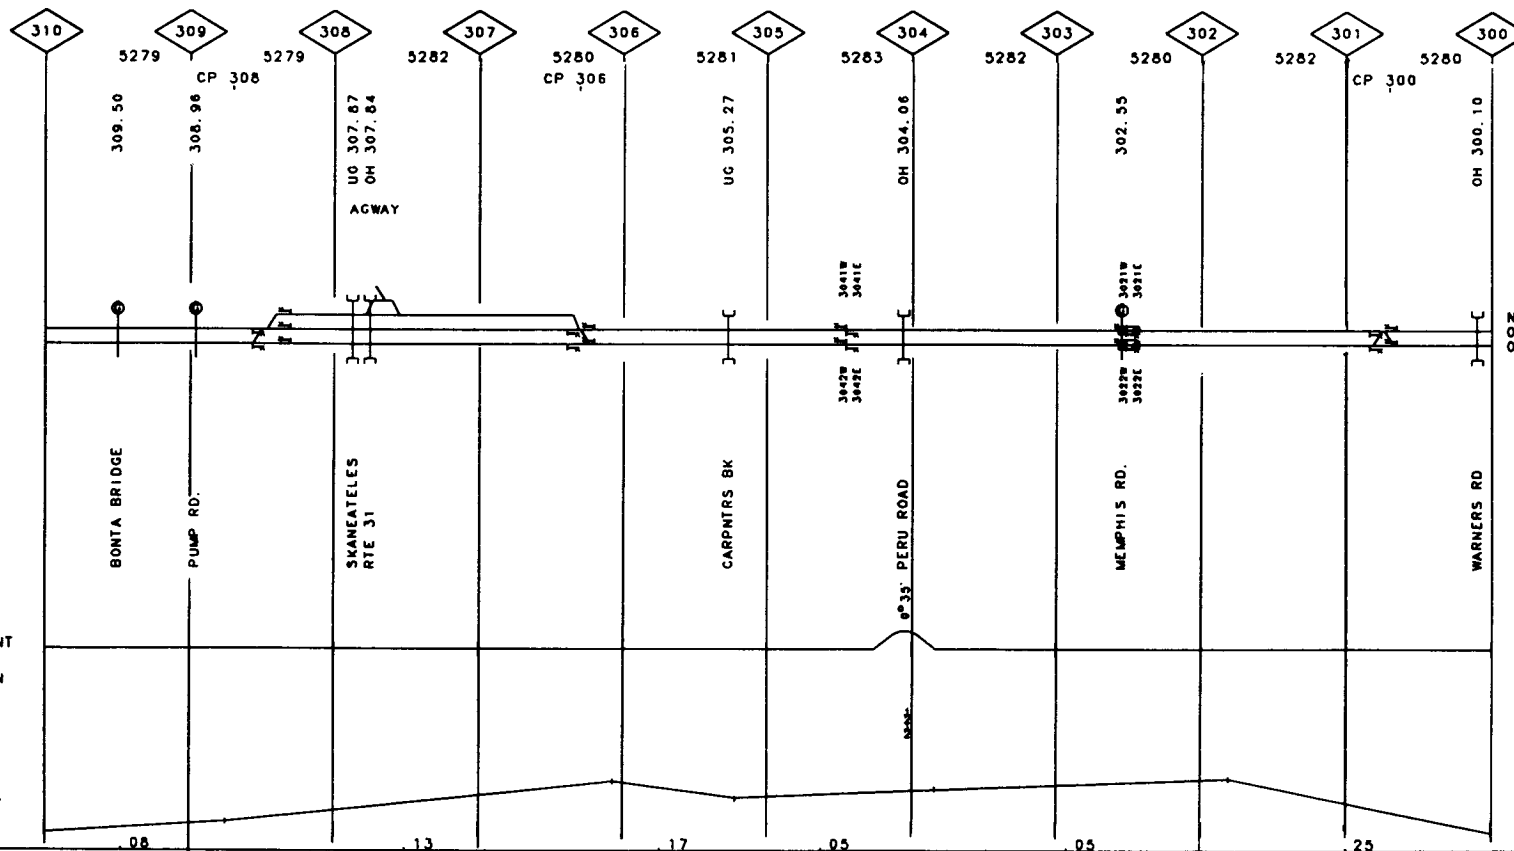 310 309 308 307 306 305 304 303 302 301 300
5279 5279 5282 5280 5281 5283 5282 5280 5282 5280
CP 308 CP 306 CP 300
309.50
308.96
UG 307.87
OH 307.84
UG 305.27
OH 304.06
302.55
OH 300.10
AGWAY
3041W
3041E
3021W
3021E
N
O
O
3042W
3042E
3022W
3022E
BONTA BRIDGE
PUMP RD.
SKANEATELES
RTE 31
CARPNTRS BK
0°35' PERU ROAD
MEMPHIS RD.
WARNERS RD
NT
.08 .13 .17 .05 .05 .25